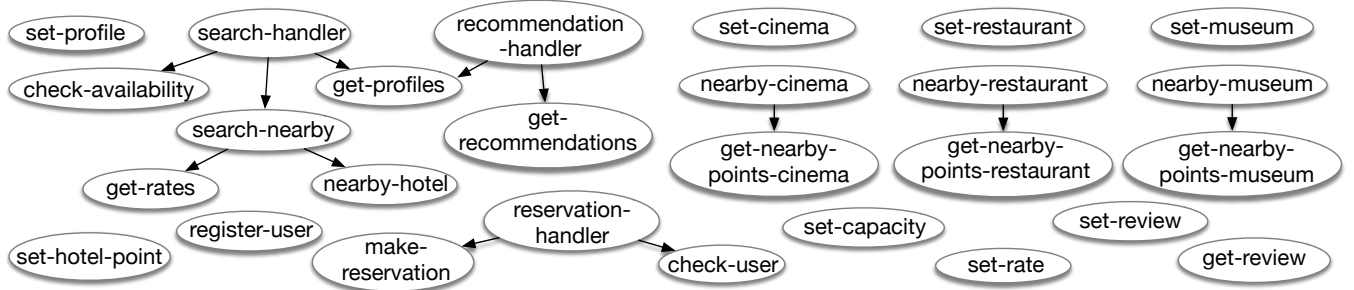 set-profile
search-handler
recommendation
-handler
set-cinema
set-restaurant
set-museum
check-availability
get-profiles
nearby-cinema
nearby-restaurant
nearby-museum
search-nearby
get-
recommendations
get-nearby-
points-cinema
get-nearby-
points-restaurant
get-nearby-
points-museum
get-rates
nearby-hotel
set-hotel-point
register-user
make-
reservation
reservation-
handler
check-user
set-capacity
set-rate
set-review
get-review